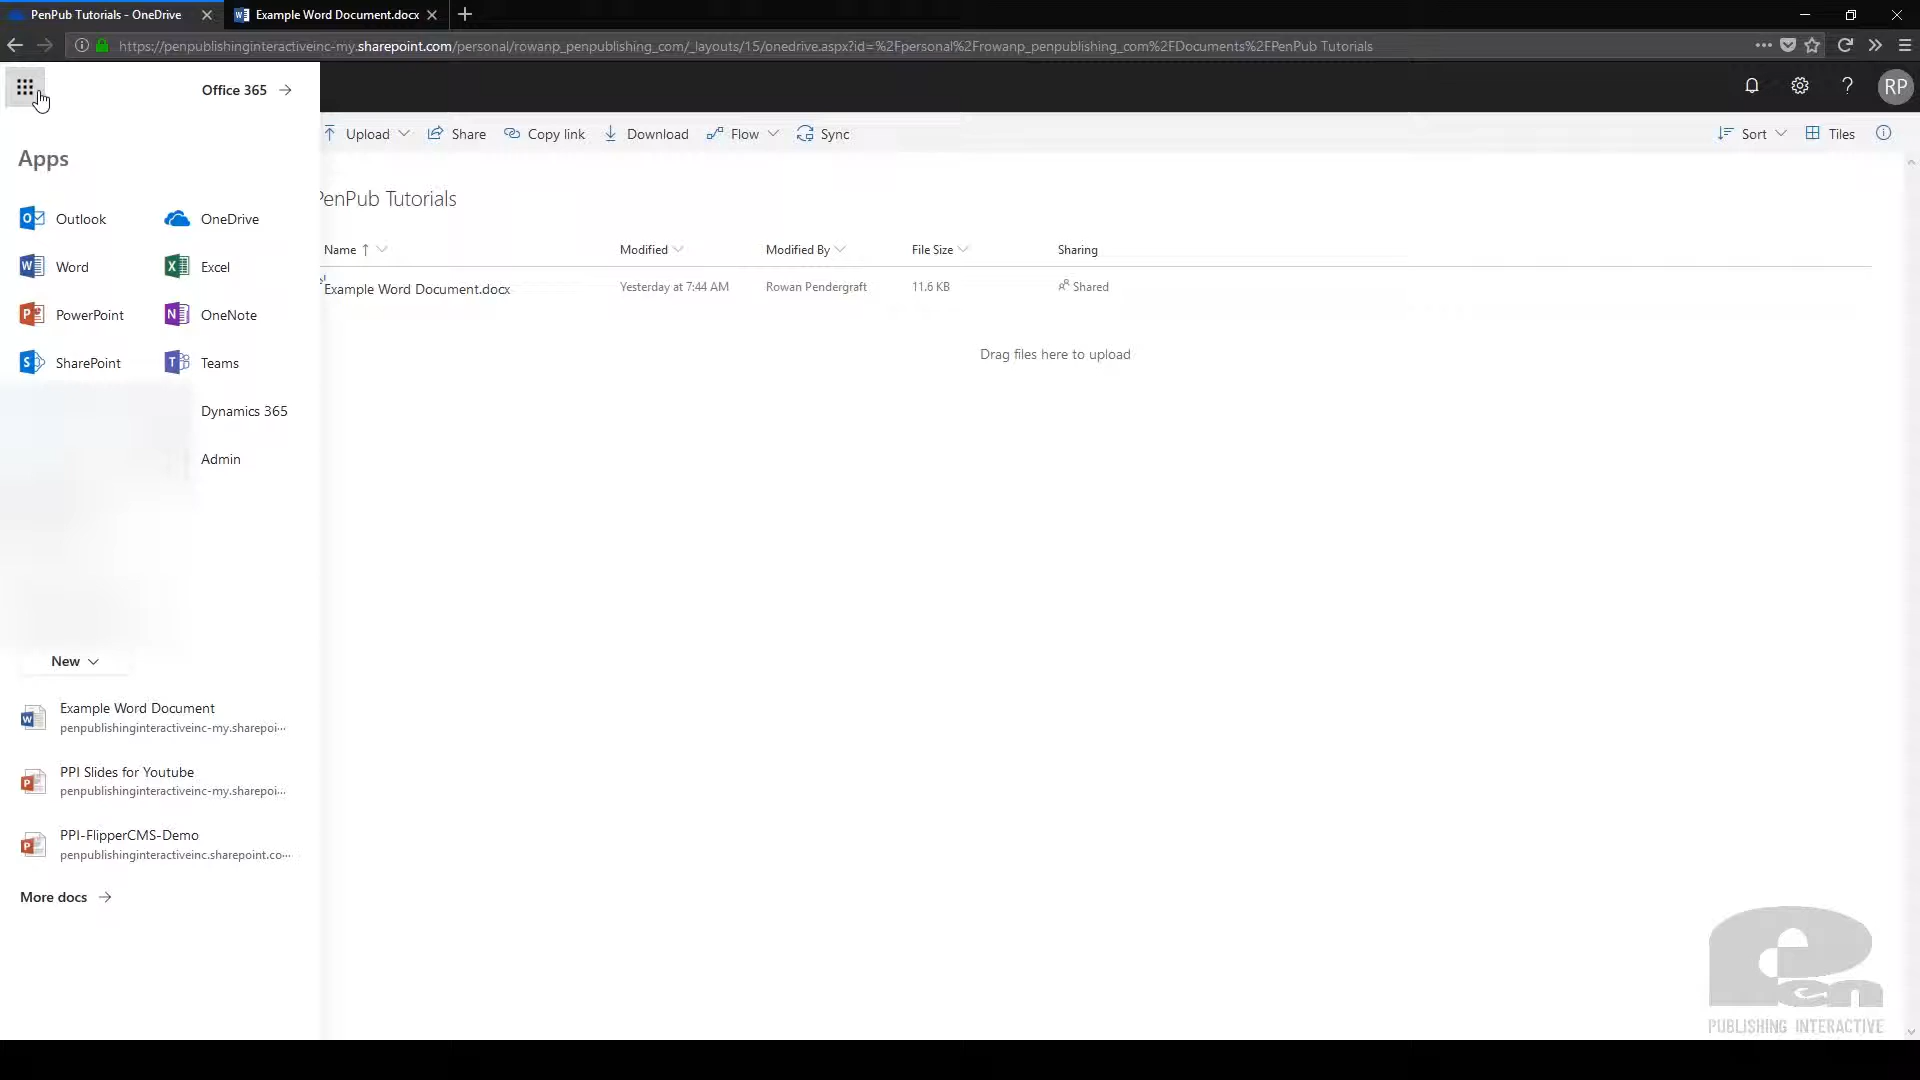 PenPub Tutorials - OneDrive
Example Word Document.docx
https://penpublishinginteractiveinc-my.sharepoint.com/personal/rowanp_penpublishing_com/_layouts/15/onedrive.aspx?id=%2Fpersonal%2Frowanp_penpublishing_com%2FDocuments%2FPenPub Tutorials
Office 365
RP
Upload
Share
Copy link
Download
Flow
Sync
Sort
Tiles
Apps
PenPub Tutorials
Outlook
OneDrive
Word
Excel
PowerPoint
OneNote
SharePoint
Teams
Dynamics 365
Admin
Name
Modified
Modified By
File Size
Sharing
Example Word Document.docx
Yesterday at 7:44 AM
Rowan Pendergraft
11.6 KB
Shared
Drag files here to upload
New
Example Word Document
penpublishinginteractiveinc-my.sharepoi...
PPI Slides for Youtube
penpublishinginteractiveinc-my.sharepoi...
PPI-FlipperCMS-Demo
penpublishinginteractiveinc.sharepoint.co...
More docs
Pen
PUBLISHING INTERACTIVE